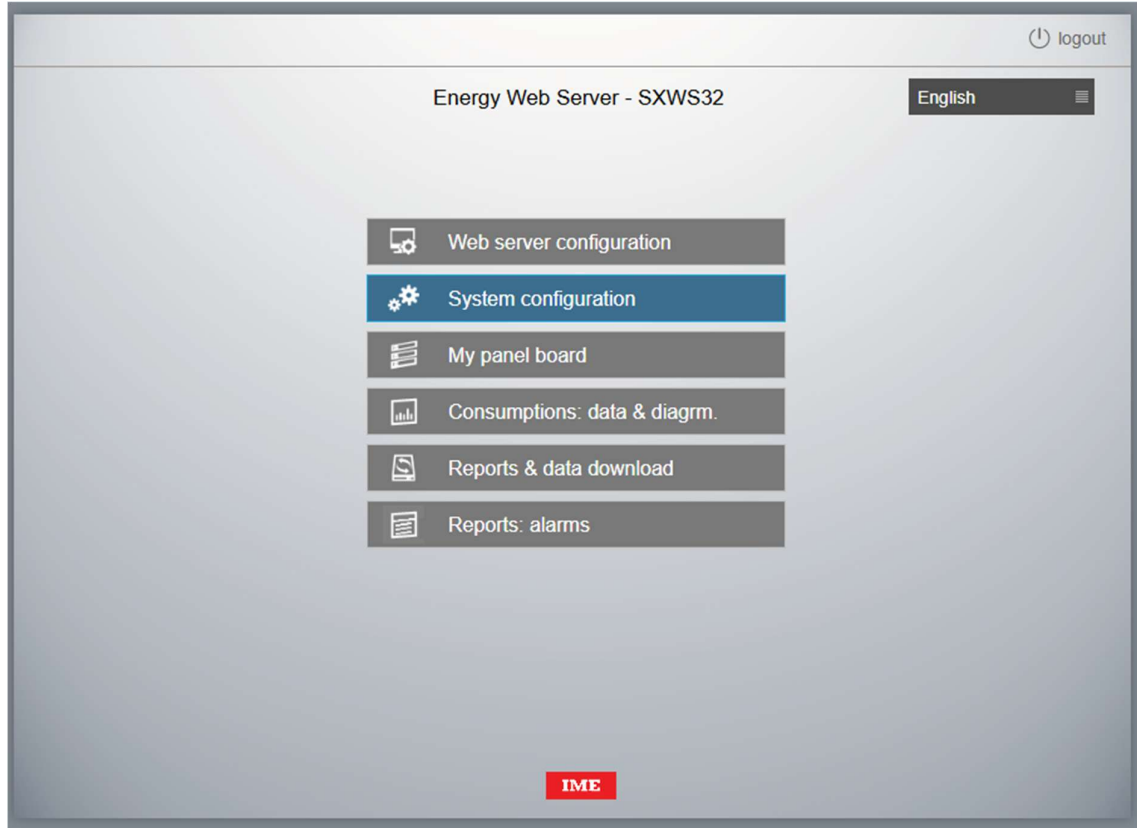 logout
Energy Web Server - SXWS32
English
Web server configuration
System configuration
My panel board
Consumptions: data & diagrm.
Reports & data download
Reports: alarms
IME